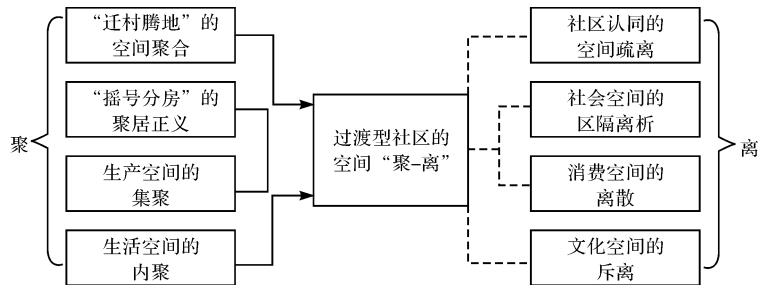 聚
“迁村腾地”的
空间聚合
“摇号分房”的
聚居正义
生产空间的
集聚
生活空间的
内聚
过渡型社区的
空间“聚–离”
社区认同的
空间疏离
社会空间的
区隔离析
消费空间的
离散
文化空间的
斥离
离